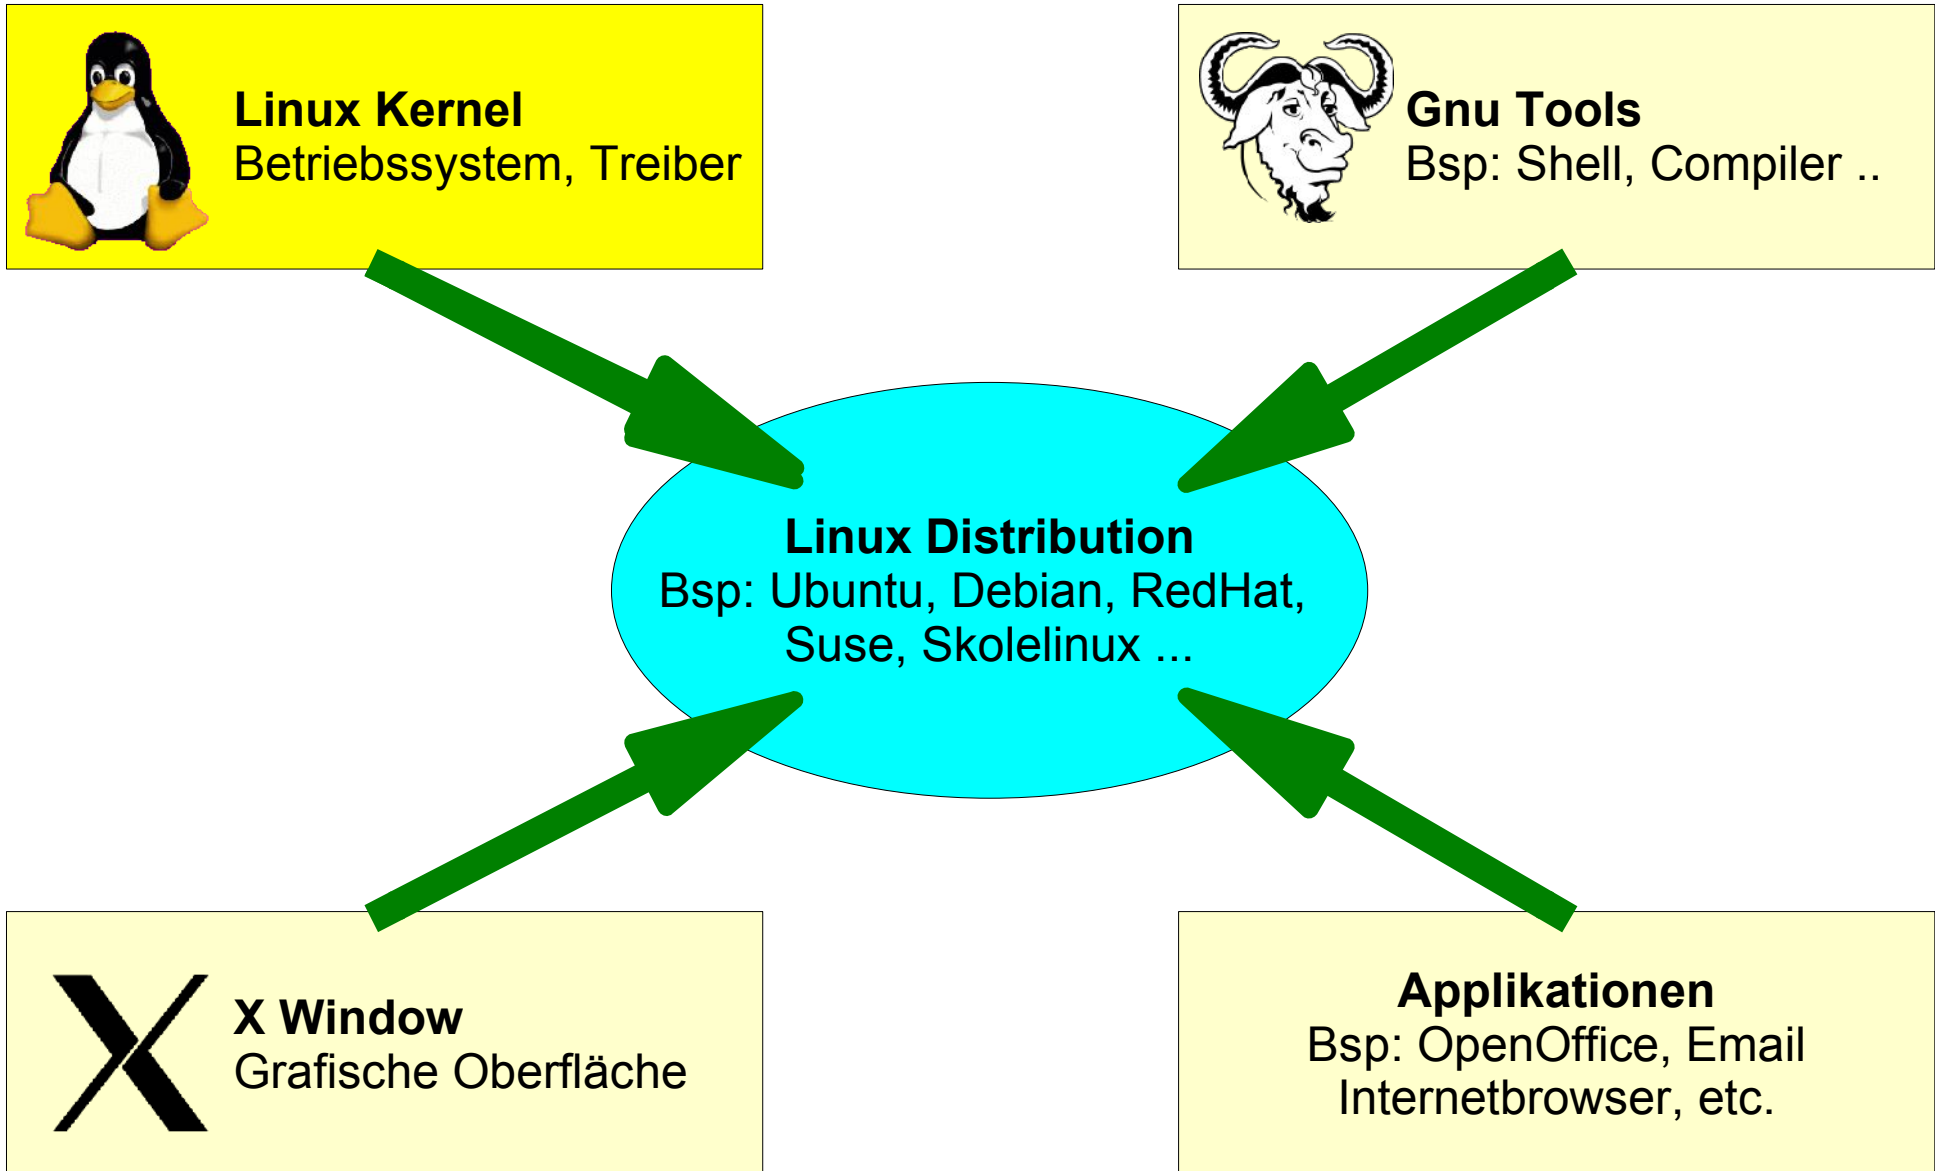 Linux Kernel
Betriebssystem, Treiber
Gnu Tools
Bsp: Shell, Compiler ..
Linux Distribution
Bsp: Ubuntu, Debian, RedHat,
Suse, Skolelinux ...
X Window
Grafische Oberfläche
Applikationen
Bsp: OpenOffice, Email
Internetbrowser, etc.